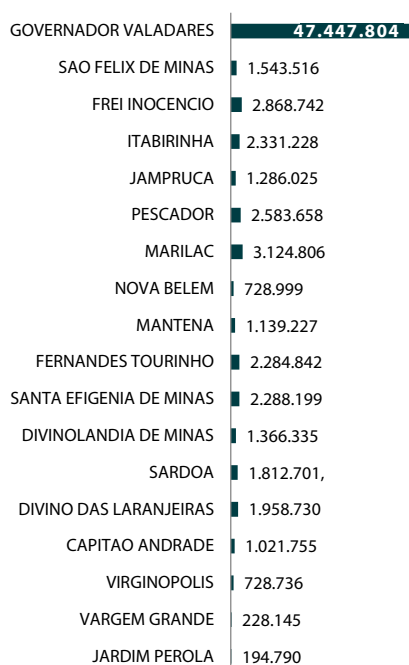 GOVERNADOR VALADARES 47.447.804
SAO FELIX DE MINAS 1.543.516
FREI INOCENCIO 2.868.742
ITABIRINHA 2.331.228
JAMPRUCA 1.286.025
PESCADOR 2.583.658
MARILAC 3.124.806
NOVA BELEM 728.999
MANTENA 1.139.227
FERNANDES TOURINHO 2.284.842
SANTA EFIGENIA DE MINAS 2.288.199
DIVINOLANDIA DE MINAS 1.366.335
SARDOA 1.812.701,
DIVINO DAS LARANJEIRAS 1.958.730
CAPITAO ANDRADE 1.021.755
VIRGINOPOLIS 728.736
VARGEM GRANDE 228.145
JARDIM PEROLA 194.790